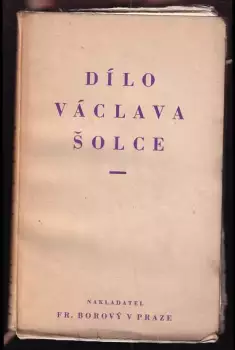 DÍLO
VÁCLAVA
ŠOLCE
NAKLADATEL
FR. BOROVÝ V PRAZE